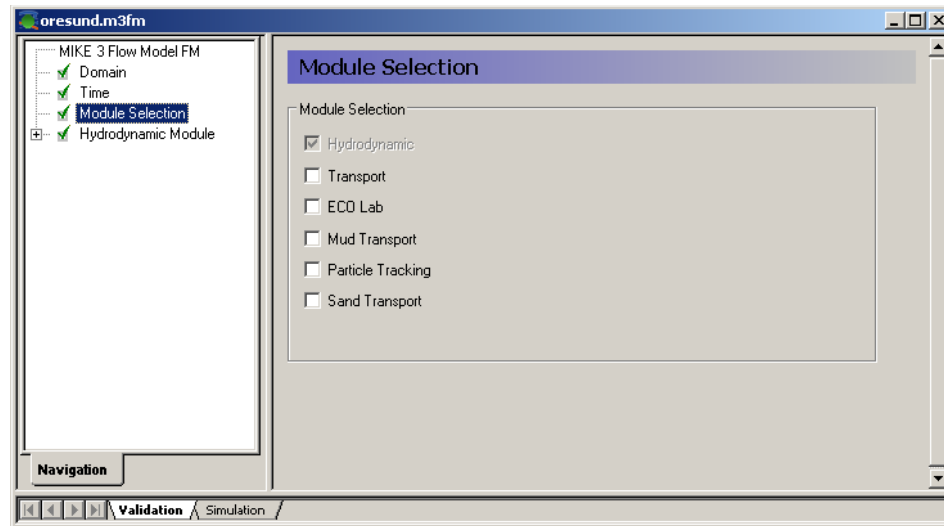 oresund.m3fm
MIKE 3 Flow Model FM
Domain
Time
Module Selection
Hydrodynamic Module
Navigation
Module Selection
Module Selection
Hydrodynamic
Transport
ECO Lab
Mud Transport
Particle Tracking
Sand Transport
Validation
Simulation